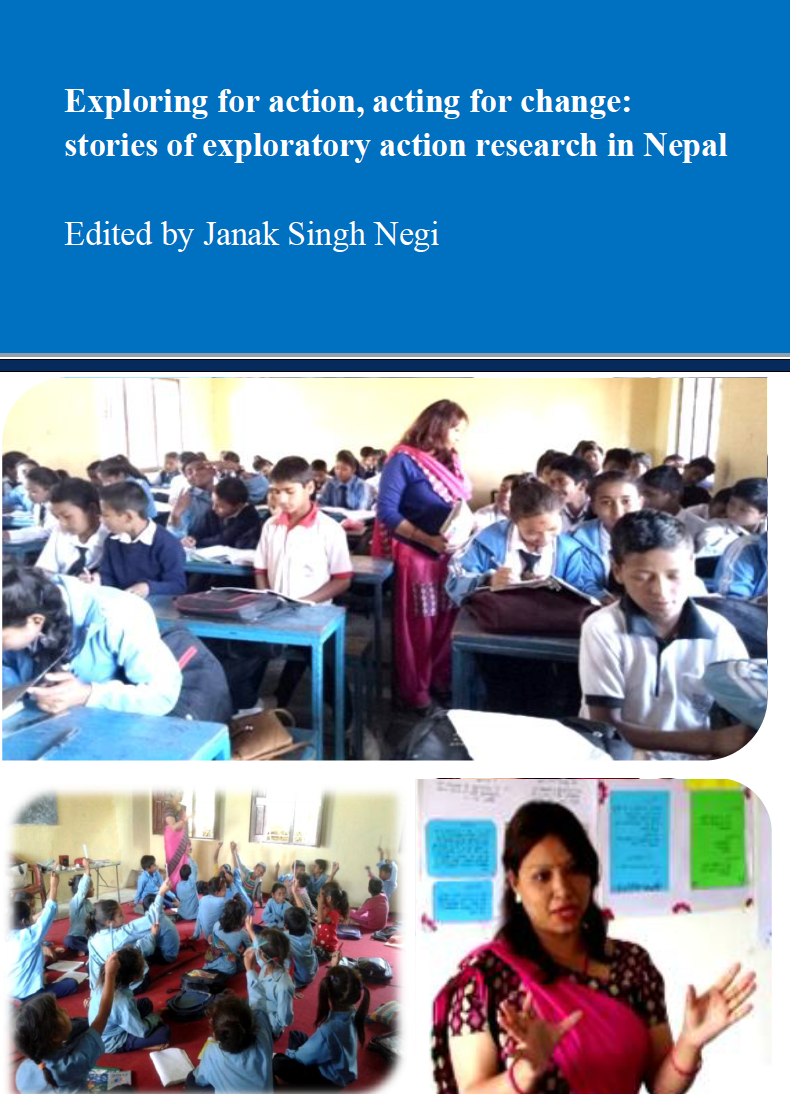 Exploring for action, acting for change:
stories of exploratory action research in Nepal
Edited by Janak Singh Negi